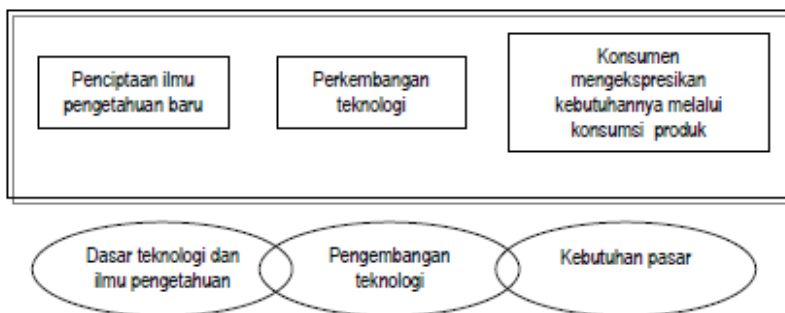 Penciptaan ilmu
pengetahuan baru
Perkembangan
teknologi
Konsumen
mengekspresikan
kebutuhannya melalui
konsumsi produk
Dasar teknologi dan
ilmu pengetahuan
Pengembangan
teknologi
Kebutuhan pasar